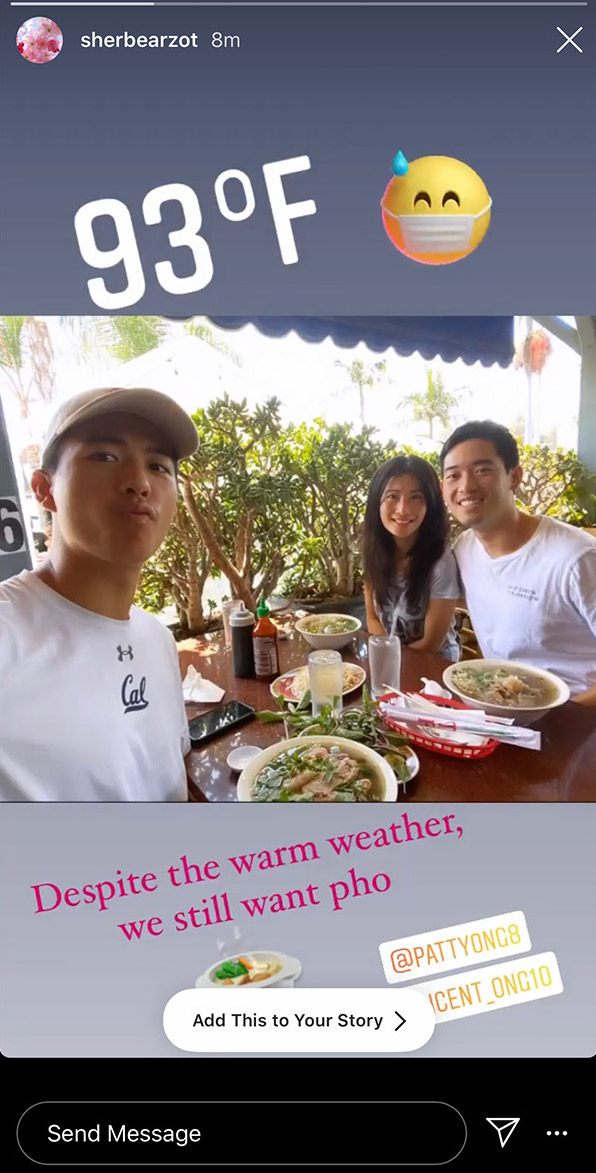 sherbearzot 8m
93°F
6
Cal
Despite the warm weather,
we still want pho
@PATTYONG8
ICENT_ONG10
Add This to Your Story
Send Message